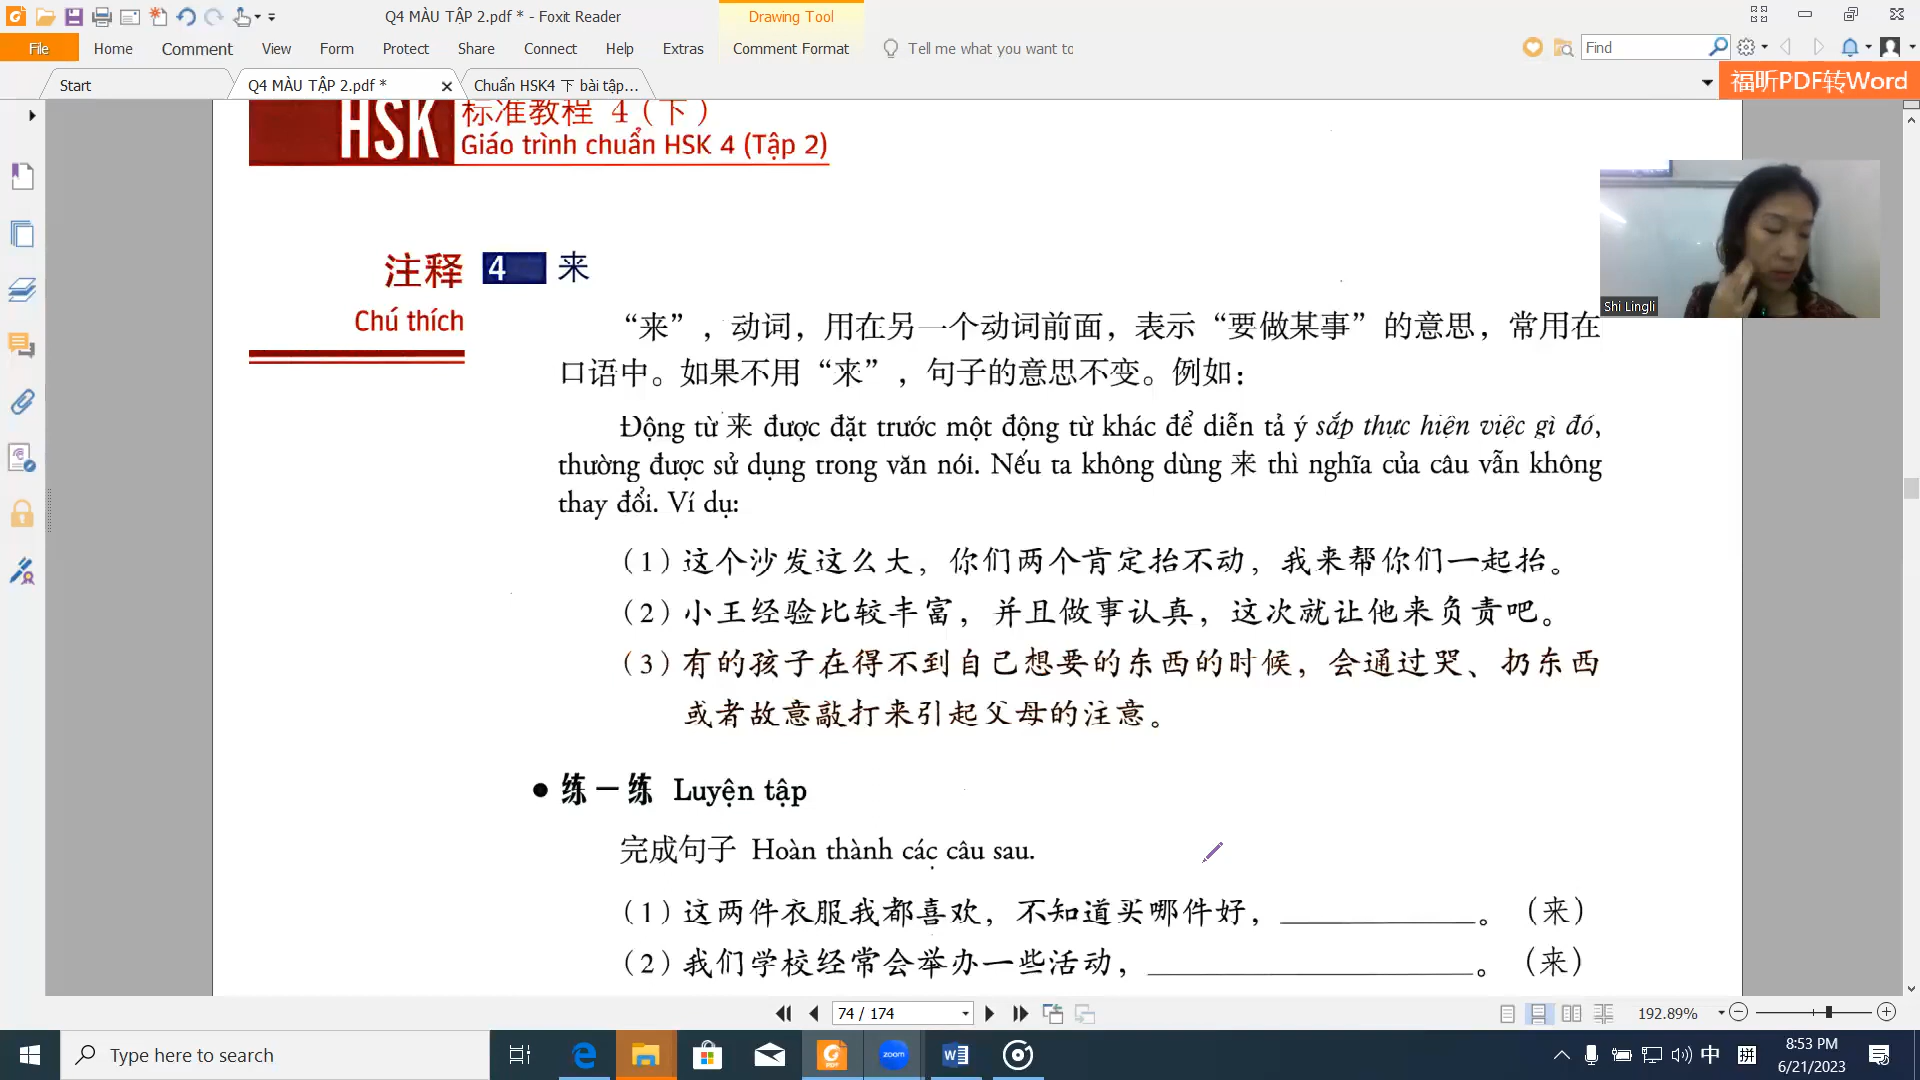 Q4 MÀU TẬP 2.pdf * - Foxit Reader
Drawing Tool
File
Home
Comment
View
Form
Protect
Share
Connect
Help
Extras
Comment Format
Tell me what you want to
Find
Start
Q4 MÀU TẬP 2.pdf *
Chuẩn HSK4 下 bài tập...
福昕PDF转Word
HSK
标准教程 4（下）
Giáo trình chuẩn HSK 4 (Tập 2)
注释 4 来
Chú thích
“来”，动词，用在另一个动词前面，表示“要做某事”的意思，常用在
口语中。如果不用“来”，句子的意思不变。例如：
Động từ 来 được đặt trước một động từ khác để diễn tả ý sắp thực hiện việc gì đó,
thường được sử dụng trong văn nói. Nếu ta không dùng 来 thì nghĩa của câu vẫn không
thay đổi. Ví dụ:
（1）这个沙发这么大，你们两个肯定抬不动，我来帮你们一起抬。
（2）小王经验比较丰富，并且做事认真，这次就让他来负责吧。
（3）有的孩子在得不到自己想要的东西的时候，会通过哭、扔东西
或者故意敲打来引起父母的注意。
● 练一练 Luyện tập
完成句子 Hoàn thành các câu sau.
（1）这两件衣服我都喜欢，不知道买哪件好，____________。（来）
（2）我们学校经常会举办一些活动，____________________。（来）
Shi Lingli
74 / 174
192.89%
Type here to search
zoom
中
拼
8:53 PM
6/21/2023